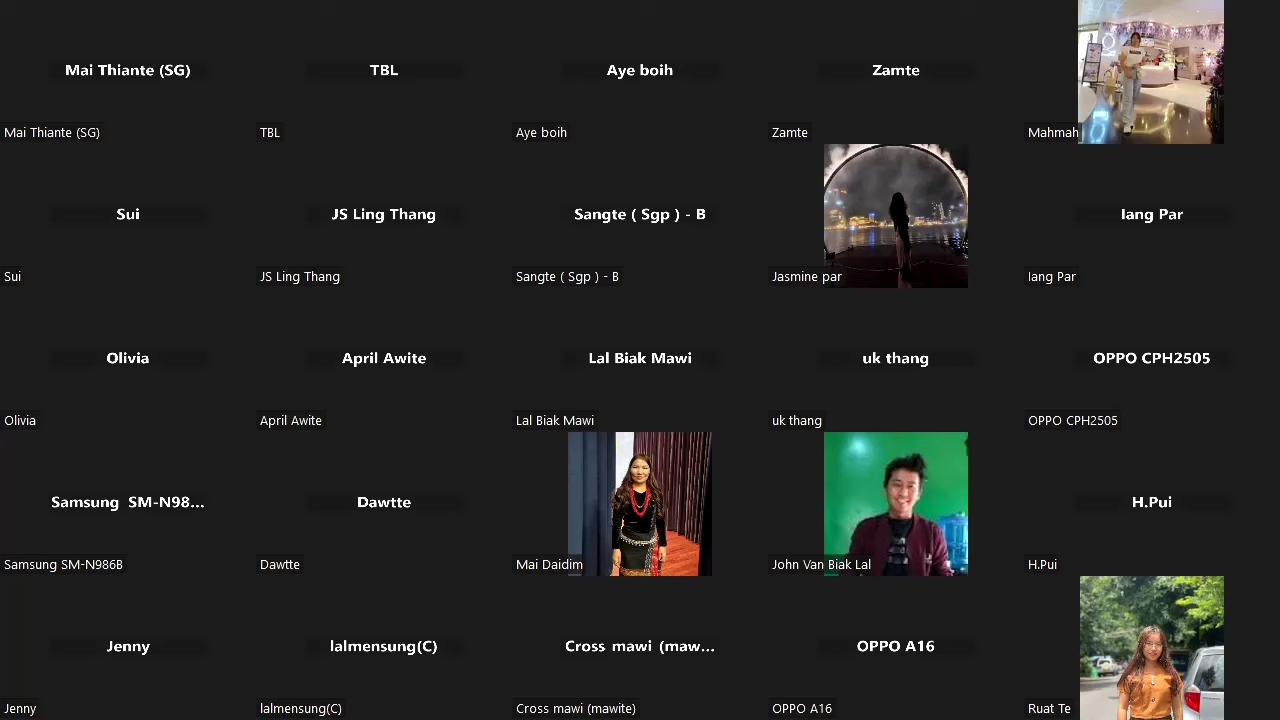 Mai Thiante (SG)
TBL
Aye boih
Zamte
Mai Thiante (SG)
TBL
Aye boih
Zamte
Mahmah
Sui
JS Ling Thang
Sangte ( Sgp ) - B
Iang Par
Sui
JS Ling Thang
Sangte ( Sgp ) - B
Jasmine par
Iang Par
Olivia
April Awite
Lal Biak Mawi
uk thang
OPPO CPH2505
Olivia
April Awite
Lal Biak Mawi
uk thang
OPPO CPH2505
Samsung SM-N98...
Dawtte
H.Pui
Samsung SM-N986B
Dawtte
Mai Daidim
John Van Biak Lal
H.Pui
Jenny
lalmensung(C)
Cross mawi (maw...
OPPO A16
Jenny
lalmensung(C)
Cross mawi (mawite)
OPPO A16
Ruat Te